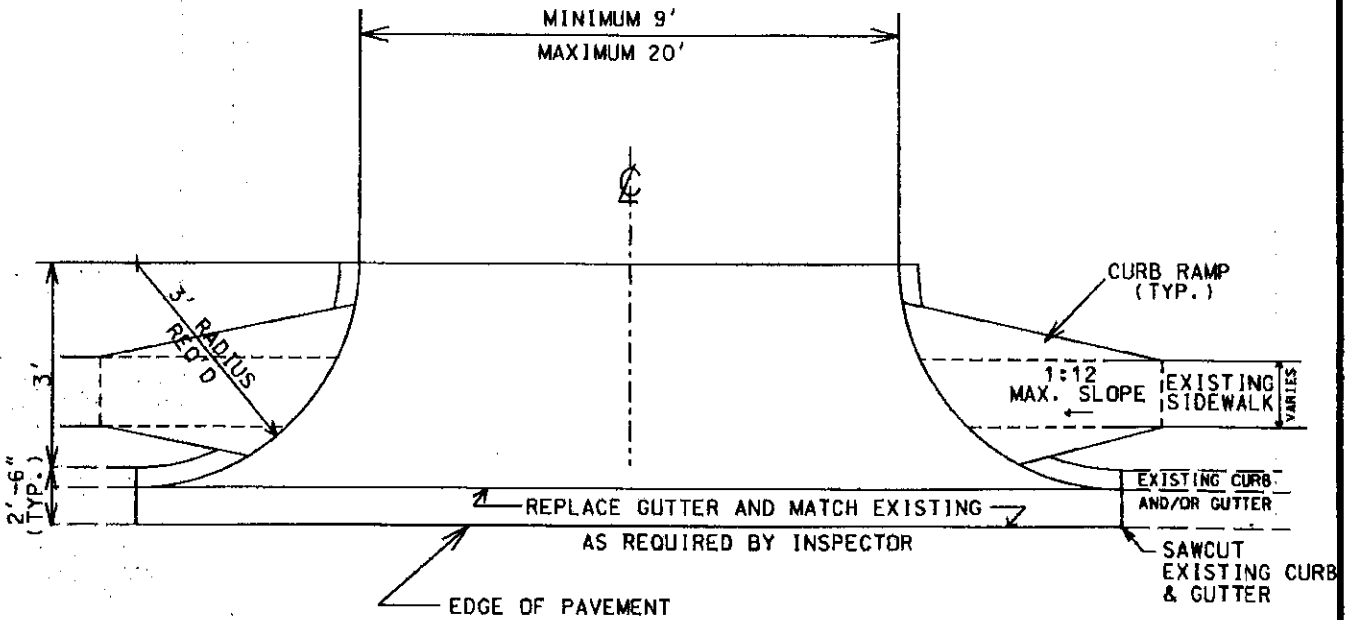 MINIMUM 9'
MAXIMUM 20'
℄
CURB RAMP
(TYP.)
3' RADIUS
REQ'D
3'
1:12
MAX. SLOPE
EXISTING
SIDEWALK
VARIES
2'-6"
(TYP.)
EXISTING CURB
AND/OR GUTTER
REPLACE GUTTER AND MATCH EXISTING
AS REQUIRED BY INSPECTOR
SAWCUT
EXISTING CURB
& GUTTER
EDGE OF PAVEMENT